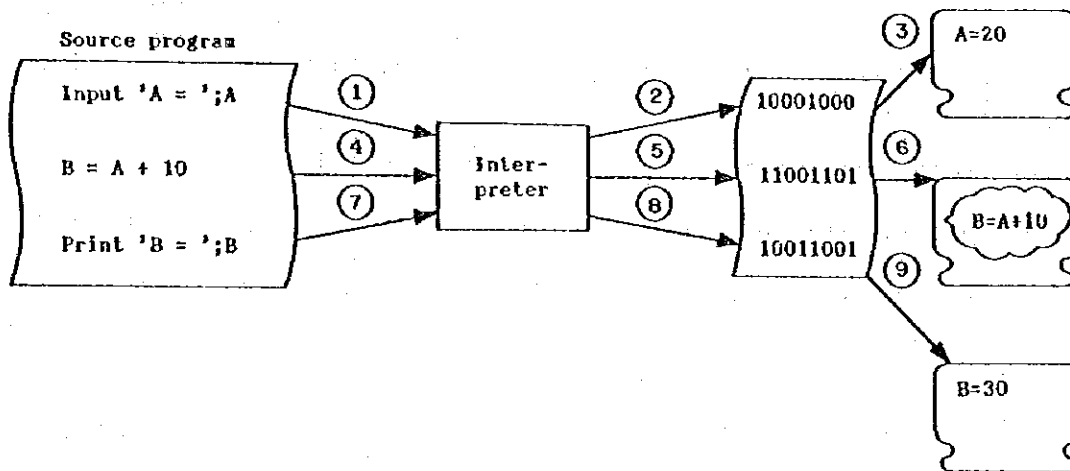 Source program
Input 'A = ';A
B = A + 10
Print 'B = ';B
1
4
7
Inter-
preter
2
5
8
10001000
11001101
10011001
3
6
9
A=20
B=A+10
B=30